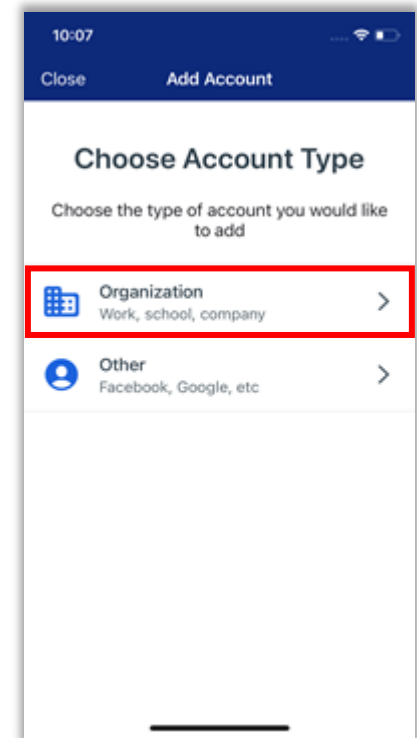 10:07
Close Add Account
Choose Account Type
Choose the type of account you would like
to add
Organization
Work, school, company
Other
Facebook, Google, etc